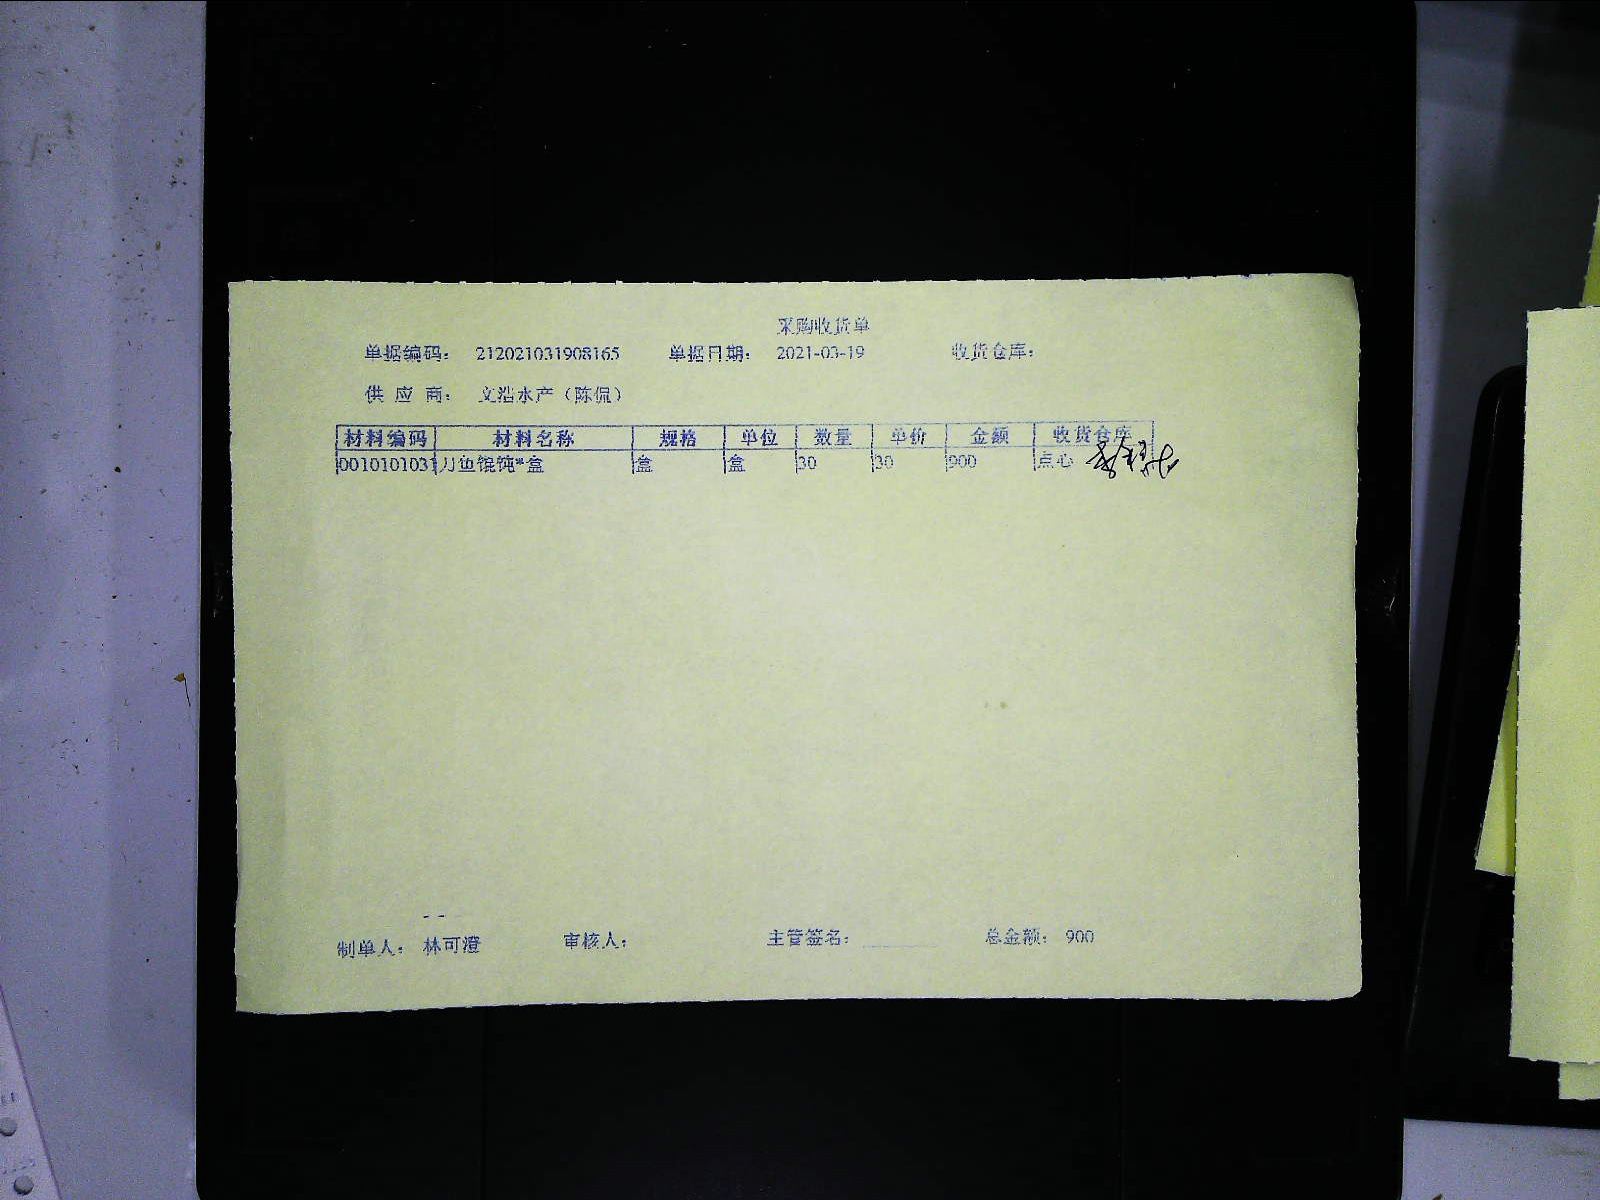 采购收货单
单据编码： 212021031908165 单据日期： 2021-03-19 收货仓库：
供 应 商： 文浩水产（陈侃）
材料编码 材料名称 规格 单位 数量 单价 金额 收货仓库
0010101031 刀鱼馄饨*盒 盒 盒 30 30 900 点心
制单人： 林可澄 审核人： 主管签名： 总金额： 900